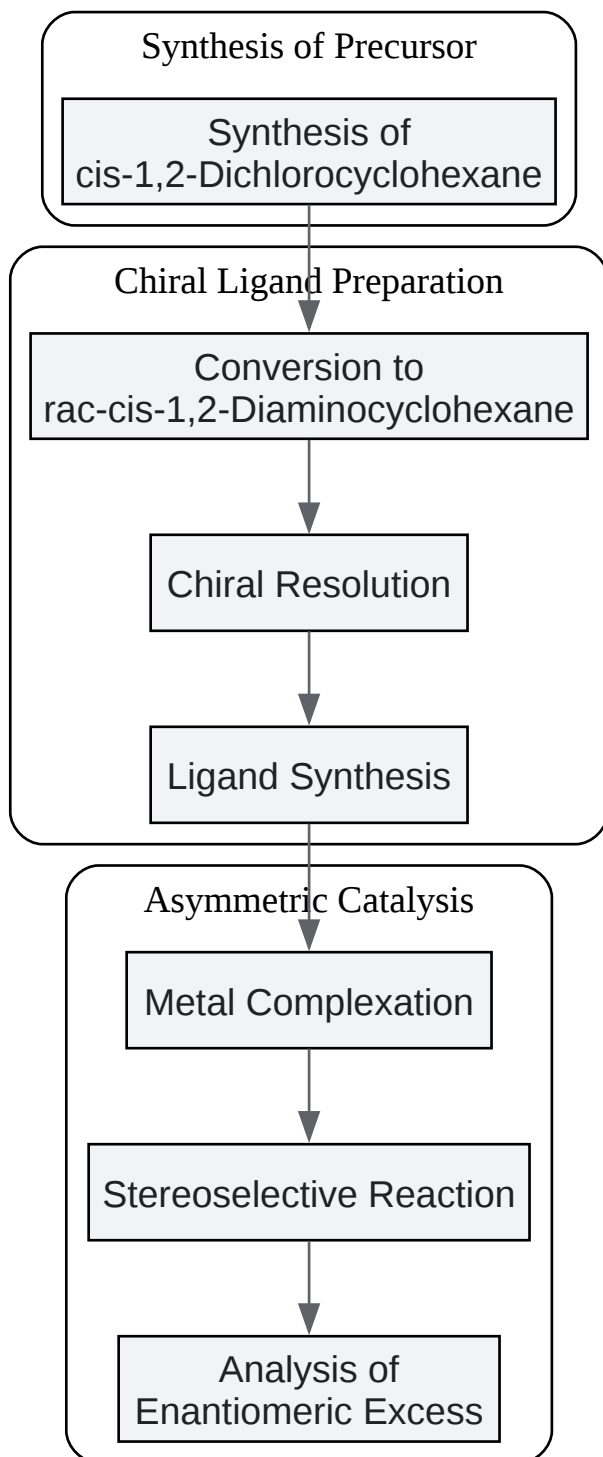 Synthesis of Precursor
Synthesis of
cis-1,2-Dichlorocyclohexane
Chiral Ligand Preparation
Conversion to
rac-cis-1,2-Diaminocyclohexane
Chiral Resolution
Ligand Synthesis
Asymmetric Catalysis
Metal Complexation
Stereoselective Reaction
Analysis of
Enantiomeric Excess